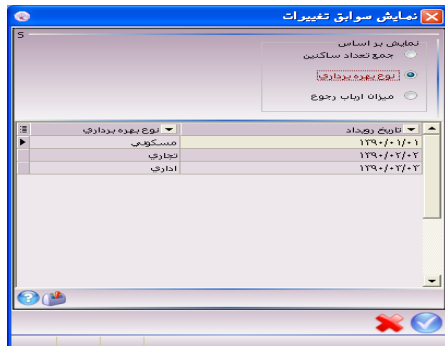 نمایش سوابق تغییرات
S
نمایش بر اساس
جمع تعداد ساکنین
نوع بهره برداری
میزان ارباب رجوع
تاریخ رویداد نوع بهره برداری
۱۳۹۰/۰۱/۰۱ مسکونی
۱۳۹۰/۰۲/۰۲ تجاری
۱۳۹۰/۰۳/۰۳ اداری